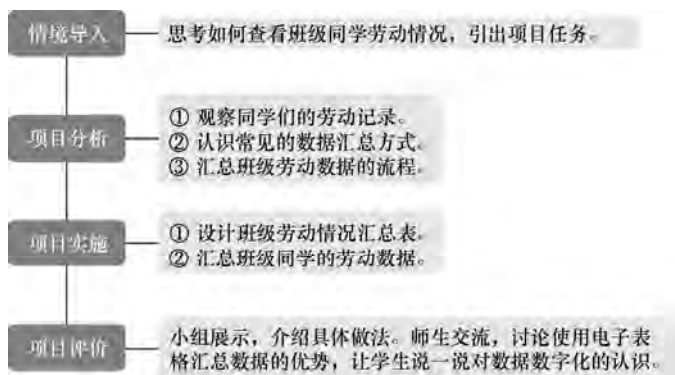 情境导入
思考如何查看班级同学劳动情况，引出项目任务。
项目分析
① 观察同学们的劳动记录。
② 认识常见的数据汇总方式。
③ 汇总班级劳动数据的流程。
项目实施
① 设计班级劳动情况汇总表。
② 汇总班级同学的劳动数据。
项目评价
小组展示，介绍具体做法。师生交流，讨论使用电子表
格汇总数据的优势，让学生说一说对数据数字化的认识。